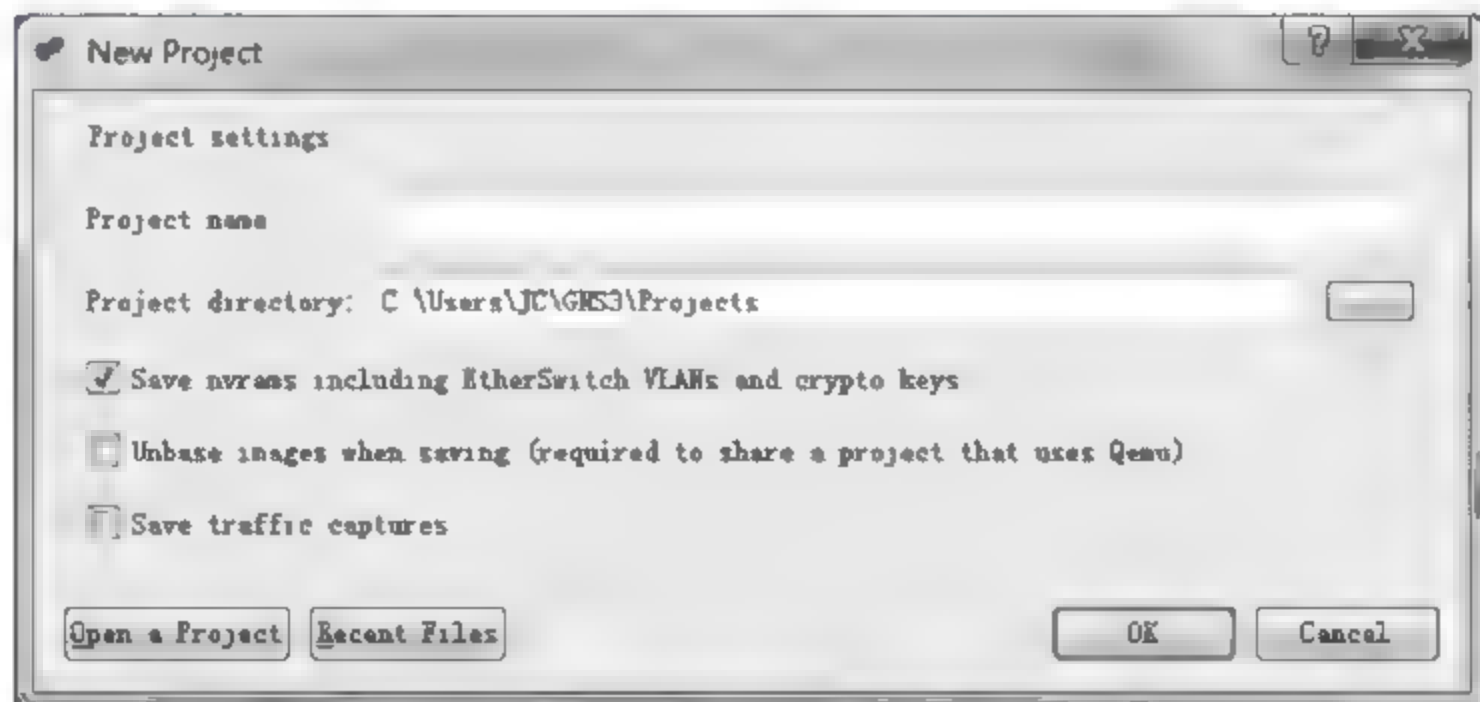 New Project
Project settings
Project name
Project directory: C \Users\JC\GNS3\Projects
Save nvrams including EtherSwitch VLANs and crypto keys
Unbase images when saving (required to share a project that uses Qemu)
Save traffic captures
Open a Project Recent Files OK Cancel